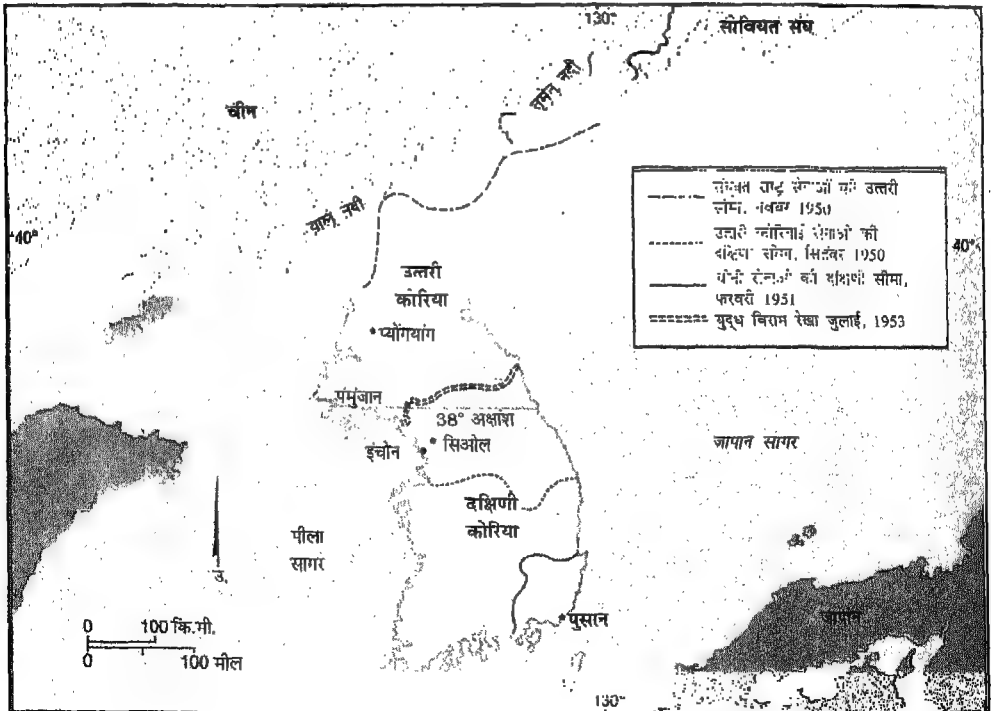 130°
सोवियत संघ
तूमेन नदी
चीन
यालू नदी
40°
40°
संयुक्त राष्ट्र सेनाओं की उत्तरी
सीमा, नवंबर 1950
उत्तरी कोरियाई सेनाओं की
दक्षिणी सीमा, सितंबर 1950
चीनी सेनाओं की दक्षिणी सीमा,
फरवरी 1951
युद्ध विराम रेखा जुलाई, 1953
उत्तरी
कोरिया
प्योंगयांग
पंमुंजान
38° अक्षाश
सिओल
इंचोन
जापान सागर
दक्षिणी
कोरिया
पीला
सागर
उ.
पुसान
जापान
0 100 कि.मी.
0 100 मील
130°